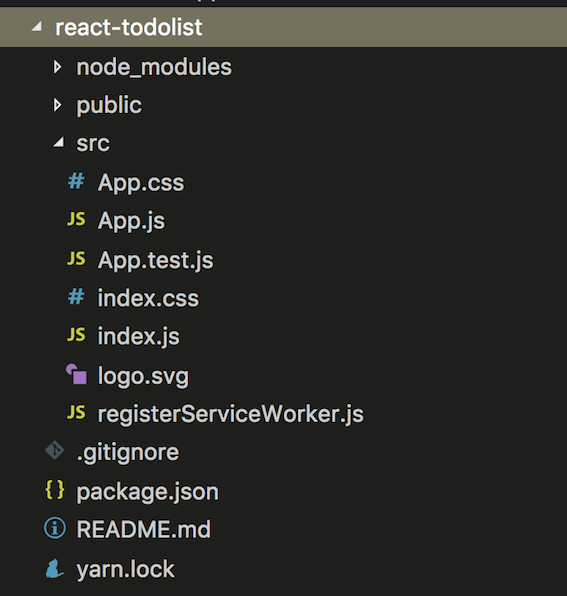 react-todolist
node_modules
public
src
# App.css
JS App.js
JS App.test.js
# index.css
JS index.js
logo.svg
JS registerServiceWorker.js
.gitignore
{ } package.json
README.md
yarn.lock